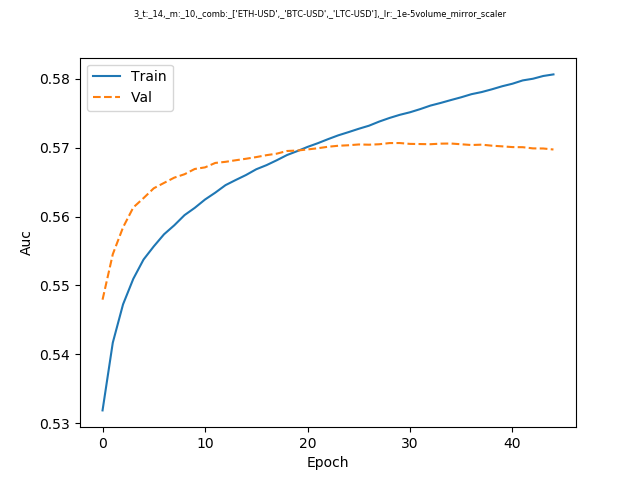 3_t:_14,_m:_10,_comb:_['ETH-USD',_'BTC-USD',_'LTC-USD'],_lr:_1e-5volume_mirror_scaler
Train
Val
0.58
0.57
0.56
0.55
0.54
0.53
Auc
0 10 20 30 40
Epoch